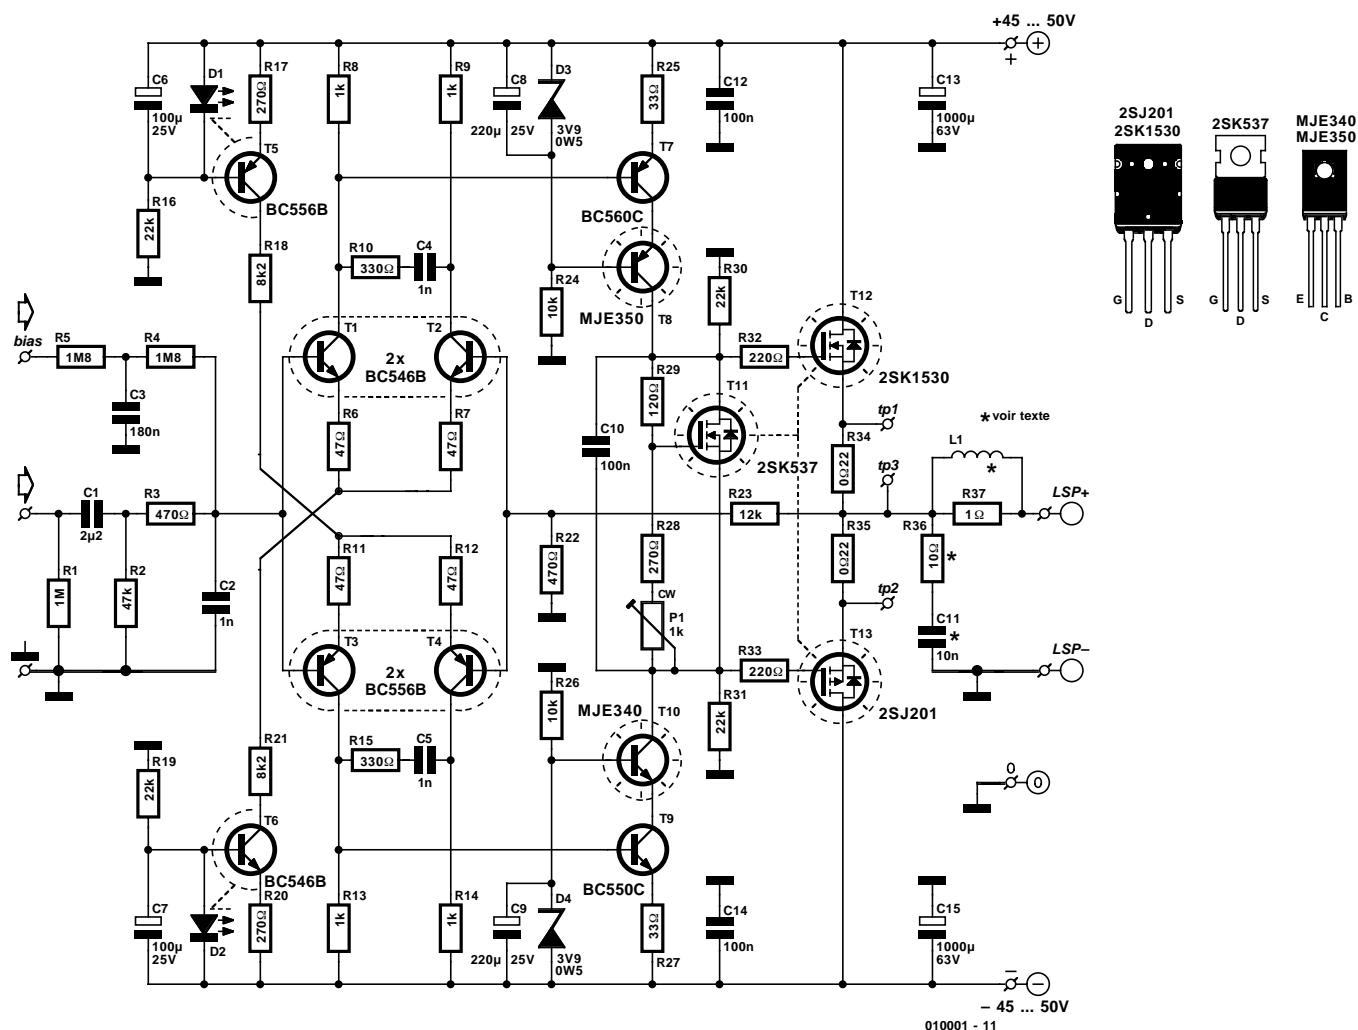 +45 ... 50V
+
+
C6
100µ
25V
D1
R17
270Ω
R8
1k
R9
1k
C8
220µ
25V
D3
3V9
0W5
R25
33Ω
C12
100n
C13
1000µ
63V
2SJ201
2SK1530
2SK537
MJE340
MJE350
G
D
S
G
D
S
E
C
B
T5
BC556B
T7
BC560C
R16
22k
R18
8k2
R10
330Ω
C4
1n
R24
10k
MJE350
T8
R30
22k
T12
2SK1530
bias
R5
1M8
R4
1M8
C3
180n
T1
T2
2x
BC546B
R32
220Ω
R29
120Ω
T11
2SK537
R6
47Ω
R7
47Ω
C10
100n
tp1
* voir texte
R34
0Ω22
tp3
L1
*
C1
2µ2
R3
470Ω
R23
12k
R37
1Ω
LSP+
R1
1M
R2
47k
C2
1n
R11
47Ω
R12
47Ω
R22
470Ω
R28
270Ω
R35
0Ω22
R36
10Ω
*
CW
P1
1k
tp2
C11
*
10n
T3
T4
2x
BC556B
R33
220Ω
T13
2SJ201
LSP–
R26
10k
MJE340
T10
R31
22k
R19
22k
R21
8k2
R15
330Ω
C5
1n
0
0
T6
BC546B
T9
BC550C
C7
100µ
25V
D2
R20
270Ω
R13
1k
R14
1k
C9
220µ
25V
D4
3V9
0W5
33Ω
R27
C14
100n
C15
1000µ
63V
–
–
– 45 ... 50V
010001 - 11